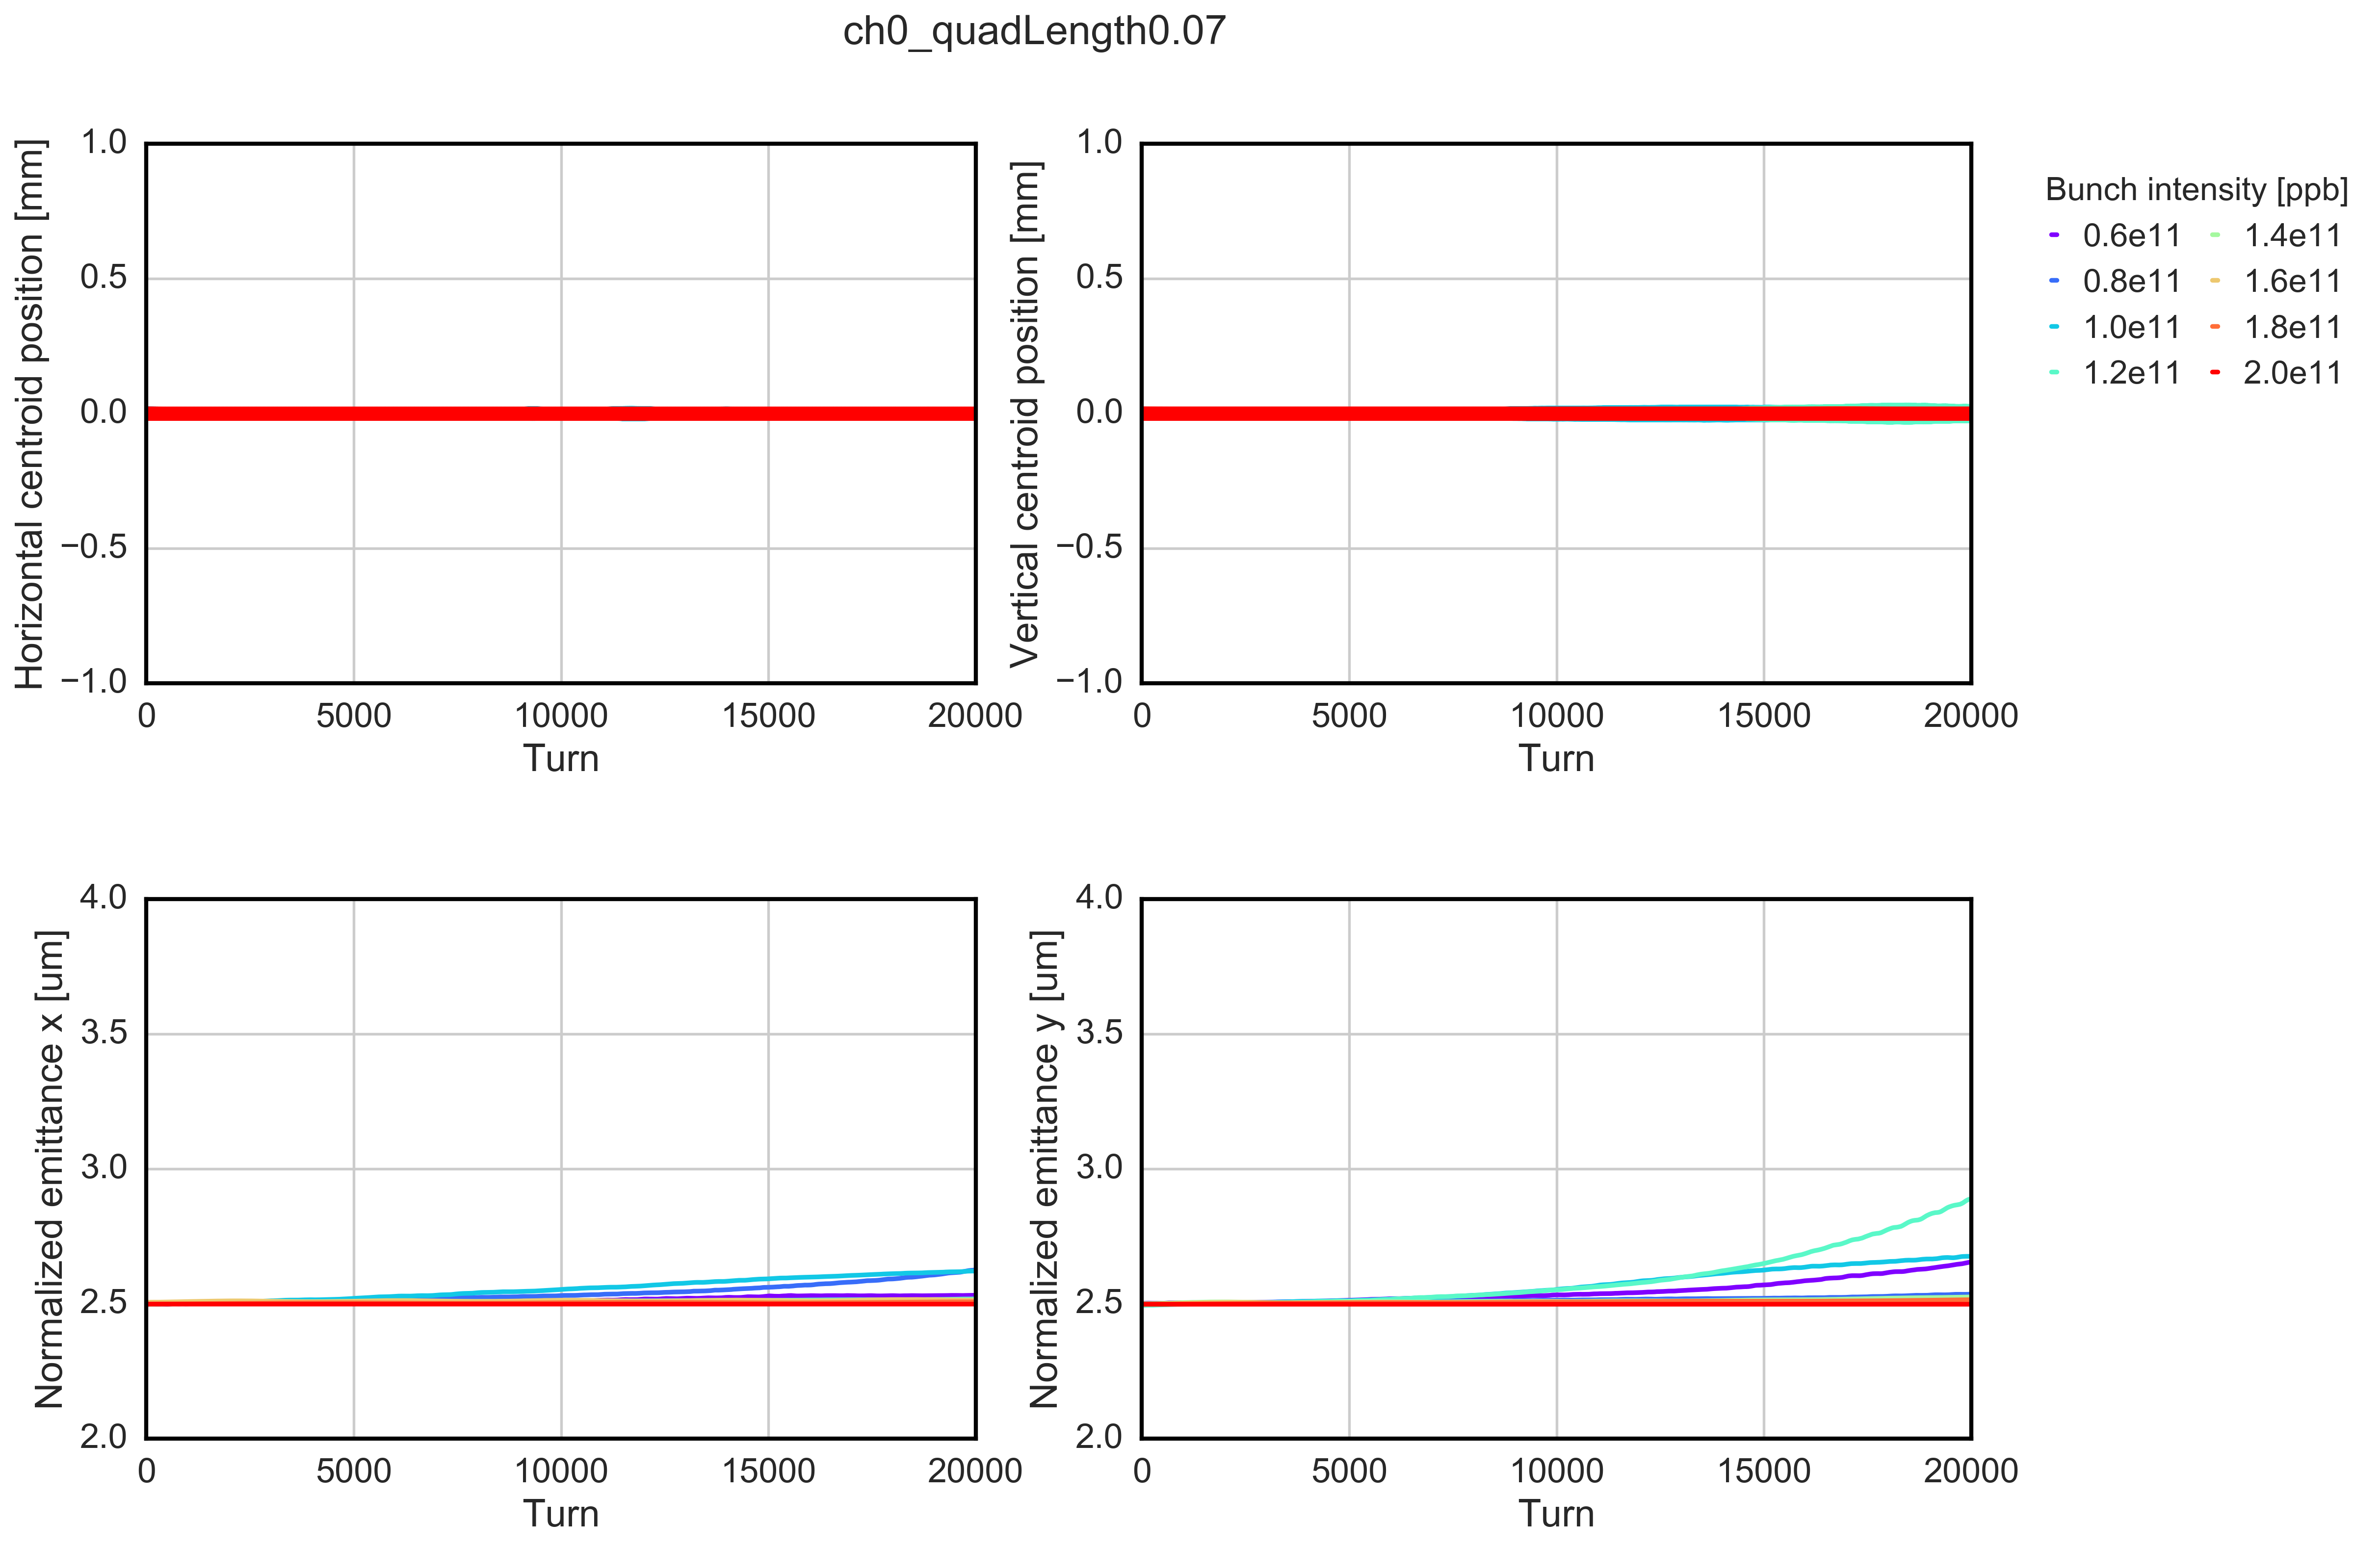 ch0_quadLength0.07
Horizontal centroid position [mm]
1.0
0.5
0.0
−0.5
−1.0
0 5000 10000 15000 20000
Turn
Vertical centroid position [mm]
1.0
0.5
0.0
−0.5
−1.0
0 5000 10000 15000 20000
Turn
Bunch intensity [ppb]
0.6e11 1.4e11
0.8e11 1.6e11
1.0e11 1.8e11
1.2e11 2.0e11
Normalized emittance x [um]
4.0
3.5
3.0
2.5
2.0
0 5000 10000 15000 20000
Turn
Normalized emittance y [um]
4.0
3.5
3.0
2.5
2.0
0 5000 10000 15000 20000
Turn